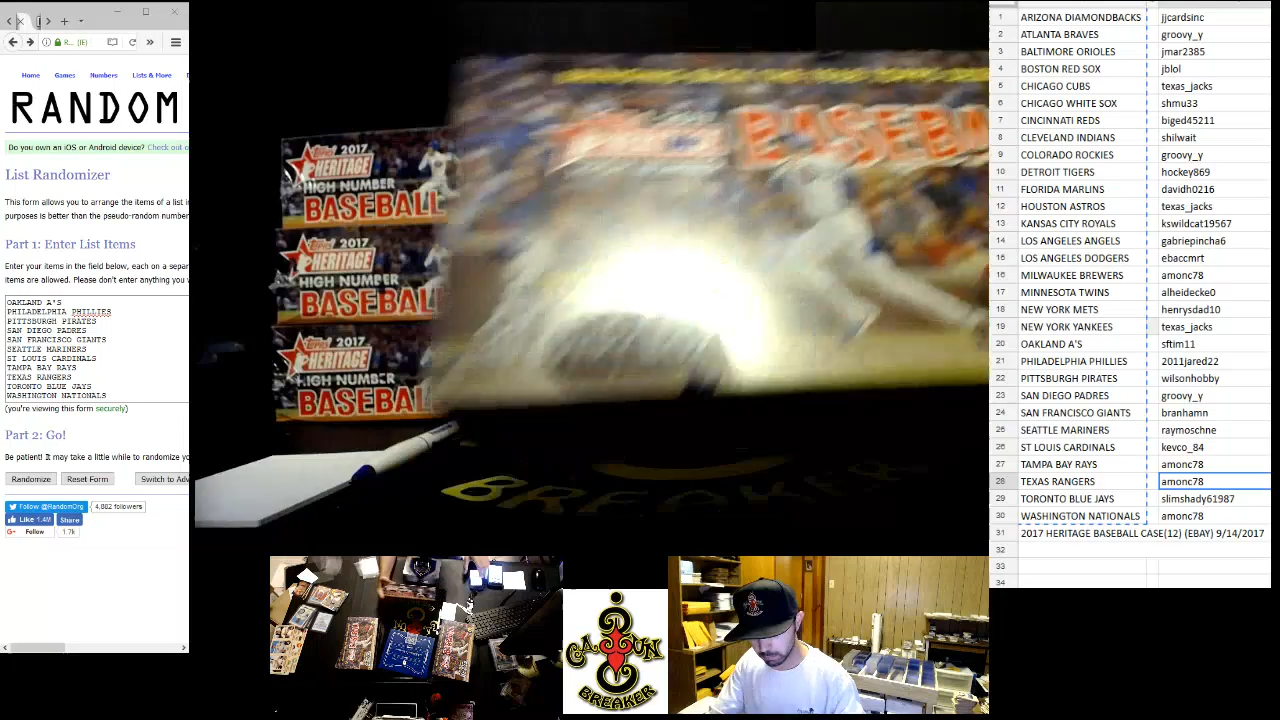 R... (IE)
Home Games Numbers Lists & More
RANDOM
Do you own an iOS or Android device? Check out o
List Randomizer
This form allows you to arrange the items of a list i
purposes is better than the pseudo-random number
Part 1: Enter List Items
Enter your items in the field below, each on a separ
items are allowed. Please don't enter anything you w
OAKLAND A'S
PHILADELPHIA PHILLIES
PITTSBURGH PIRATES
SAN DIEGO PADRES
SAN FRANCISCO GIANTS
SEATTLE MARINERS
ST LOUIS CARDINALS
TAMPA BAY RAYS
TEXAS RANGERS
TORONTO BLUE JAYS
WASHINGTON NATIONALS
(you're viewing this form securely)
Part 2: Go!
Be patient! It may take a little while to randomize yo
Randomize Reset Form Switch to Adv
Follow @RandomOrg 4,882 followers
Like 1.4M Share
G+ Follow 1.7k
Topps 2017
HERITAGE
HIGH NUMBER
BASEBALL
Topps 2017
HERITAGE
HIGH NUMBER
BASEBALL
Topps 2017
HERITAGE
HIGH NUMBER
BASEBAL
BASEBA
BREAKER
CAJUN
BREAKER
1 ARIZONA DIAMONDBACKS jjcardsinc
2 ATLANTA BRAVES groovy_y
3 BALTIMORE ORIOLES jmar2385
4 BOSTON RED SOX jblol
5 CHICAGO CUBS texas_jacks
6 CHICAGO WHITE SOX shmu33
7 CINCINNATI REDS biged45211
8 CLEVELAND INDIANS shilwait
9 COLORADO ROCKIES groovy_y
10 DETROIT TIGERS hockey869
11 FLORIDA MARLINS davidh0216
12 HOUSTON ASTROS texas_jacks
13 KANSAS CITY ROYALS kswildcat19567
14 LOS ANGELES ANGELS gabriepincha6
15 LOS ANGELES DODGERS ebaccmrt
16 MILWAUKEE BREWERS amonc78
17 MINNESOTA TWINS alheidecke0
18 NEW YORK METS henrysdad10
19 NEW YORK YANKEES texas_jacks
20 OAKLAND A'S sftim11
21 PHILADELPHIA PHILLIES 2011jared22
22 PITTSBURGH PIRATES wilsonhobby
23 SAN DIEGO PADRES groovy_y
24 SAN FRANCISCO GIANTS branhamn
25 SEATTLE MARINERS raymoschne
26 ST LOUIS CARDINALS kevco_84
27 TAMPA BAY RAYS amonc78
28 TEXAS RANGERS amonc78
29 TORONTO BLUE JAYS slimshady61987
30 WASHINGTON NATIONALS amonc78
31 2017 HERITAGE BASEBALL CASE(12) (EBAY) 9/14/2017
32
33
34